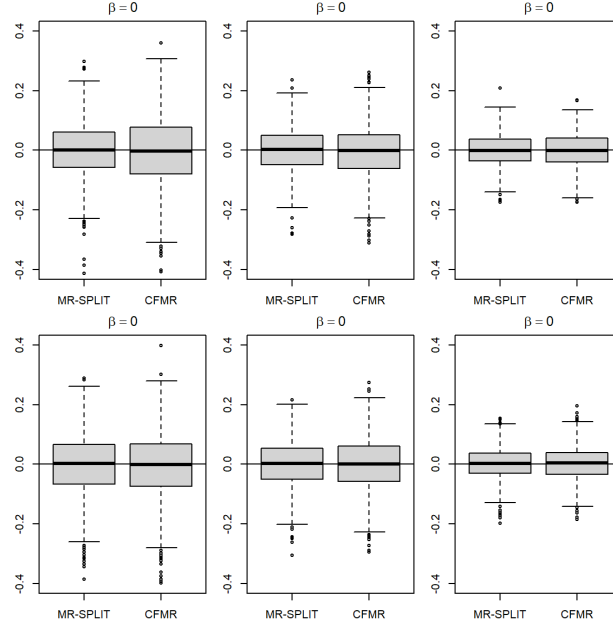 β = 0 β = 0 β = 0
0.4 0.4 0.4
0.2 0.2 0.2
0.0 0.0 0.0
-0.2 -0.2 -0.2
-0.4 -0.4 -0.4
MR-SPLIT CFMR MR-SPLIT CFMR MR-SPLIT CFMR
β = 0 β = 0 β = 0
0.4 0.4 0.4
0.2 0.2 0.2
0.0 0.0 0.0
-0.2 -0.2 -0.2
-0.4 -0.4 -0.4
MR-SPLIT CFMR MR-SPLIT CFMR MR-SPLIT CFMR